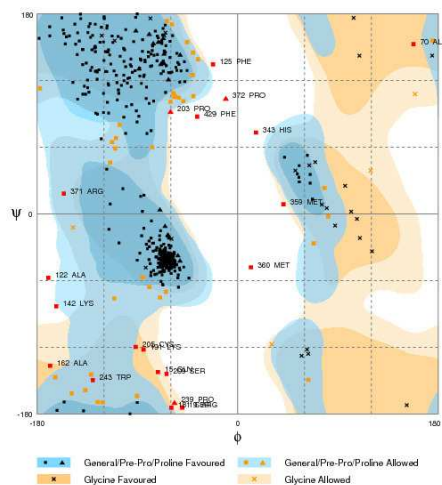 180
70 AL
125 PHE
372 PRO
203 PRO
429 PHE
343 HIS
371 ARG
359 MET
Ψ 0
360 MET
122 ALA
142 LYS
162 ALA
243 TRP
239 PRO
-180
-180 0 180
ϕ
General/Pre-Pro/Proline Favoured General/Pre-Pro/Proline Allowed
Glycine Favoured Glycine Allowed